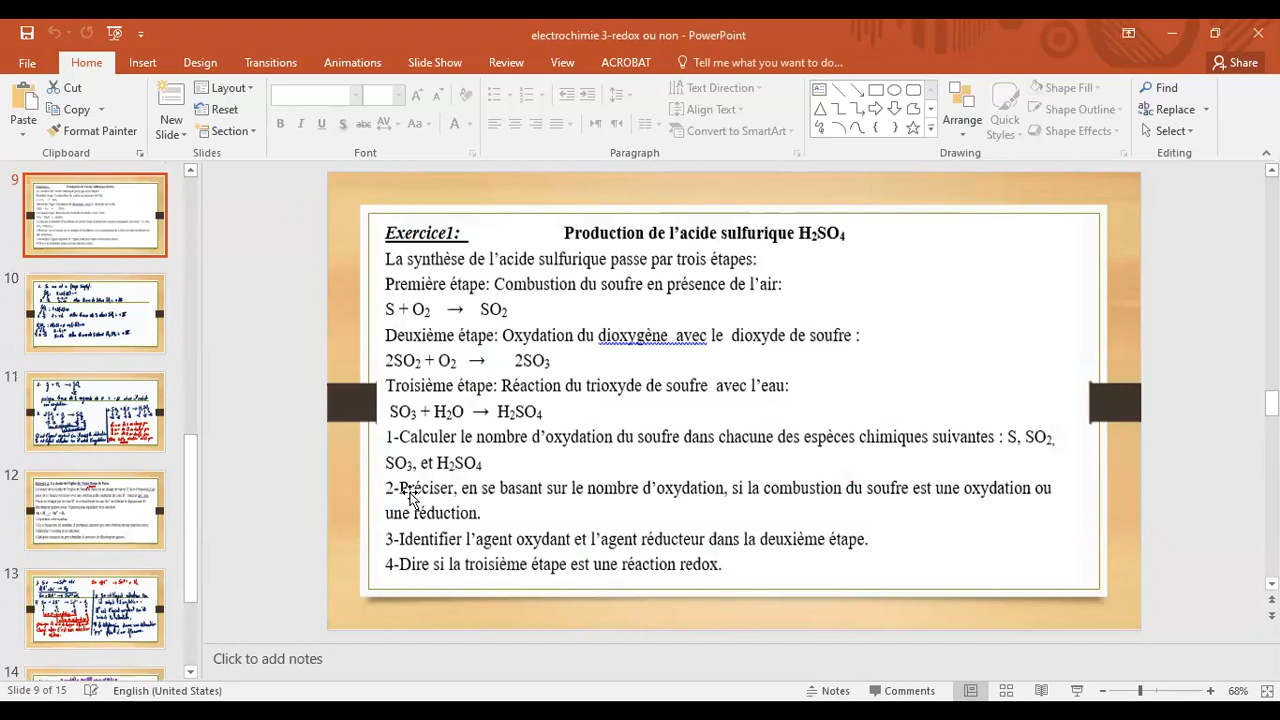 electrochimie 3-redox ou non - PowerPoint
File Home Insert Design Transitions Animations Slide Show Review View ACROBAT Tell me what you want to do... Share
Paste Cut Copy Format Painter Clipboard
New Slide Layout Reset Section Slides
B I U S abc AV Aa A Font
Text Direction Align Text Convert to SmartArt Paragraph
Arrange Quick Styles Shape Fill Shape Outline Shape Effects Drawing
Find Replace Select Editing
9
10
11
12
13
14
Exercice1: Production de l'acide sulfurique H₂SO₄
La synthèse de l'acide sulfurique passe par trois étapes:
Première étape: Combustion du soufre en présence de l'air:
S + O₂ → SO₂
Deuxième étape: Oxydation du dioxygène avec le dioxyde de soufre :
2SO₂ + O₂ → 2SO₃
Troisième étape: Réaction du trioxyde de soufre avec l'eau:
SO₃ + H₂O → H₂SO₄
1-Calculer le nombre d'oxydation du soufre dans chacune des espèces chimiques suivantes : S, SO₂,
SO₃, et H₂SO₄
2-Préciser, en se basant sur le nombre d'oxydation, si la combustion du soufre est une oxydation ou
une réduction.
3-Identifier l'agent oxydant et l'agent réducteur dans la deuxième étape.
4-Dire si la troisième étape est une réaction redox.
Click to add notes
Slide 9 of 15 English (United States) Notes Comments 68%